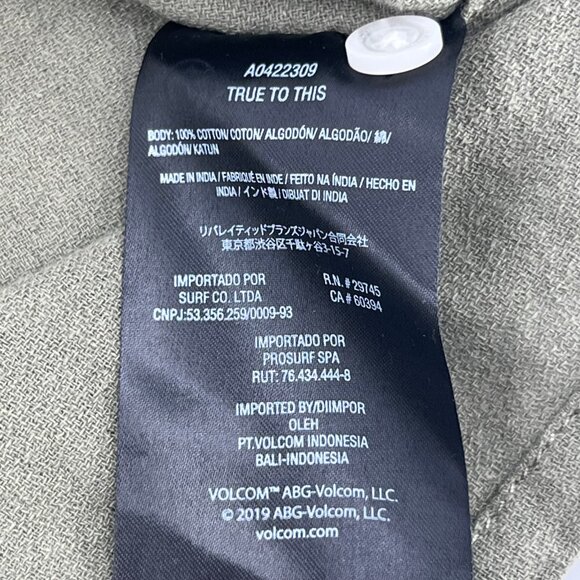 A0422309
TRUE TO THIS
BODY: 100% COTTON/ COTON/ ALGODÓN/ ALGODÃO/ 綿/
ALGODÓN/ KATUN
MADE IN INDIA / FABRIQUÉ EN INDE / FEITO NA ÍNDIA / HECHO EN
INDIA / インド製 / DIBUAT DI INDIA
リバレイティッドブランズジャパン合同会社
東京都渋谷区千駄ヶ谷3-15-7
IMPORTADO POR
SURF CO. LTDA
CNPJ:53.356.259/0009-93
R.N. # 29745
CA # 60394
IMPORTADO POR
PROSURF SPA
RUT: 76.434.444-8
IMPORTED BY/DIIMPOR
OLEH
PT.VOLCOM INDONESIA
BALI-INDONESIA
VOLCOM™ ABG-Volcom, LLC.
© 2019 ABG-Volcom, LLC.
volcom.com